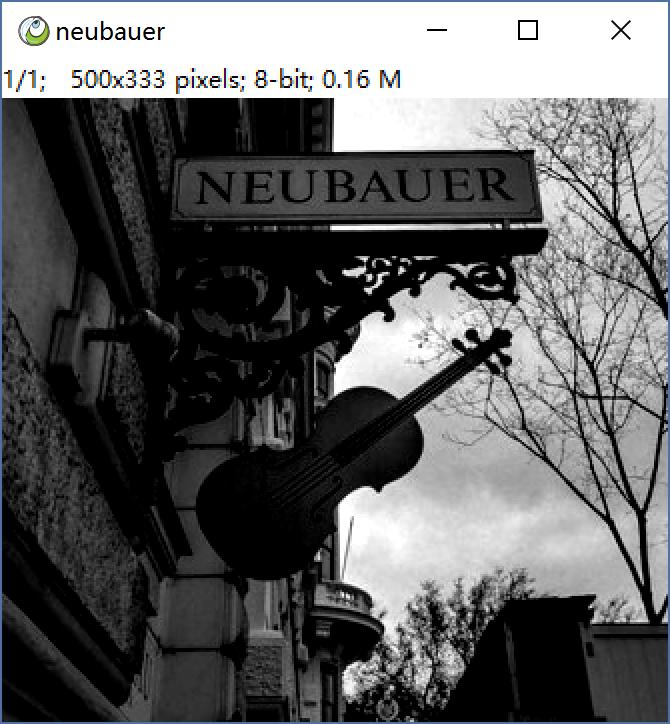 neubauer
1/1; 500x333 pixels; 8-bit; 0.16 M
NEUBAUER